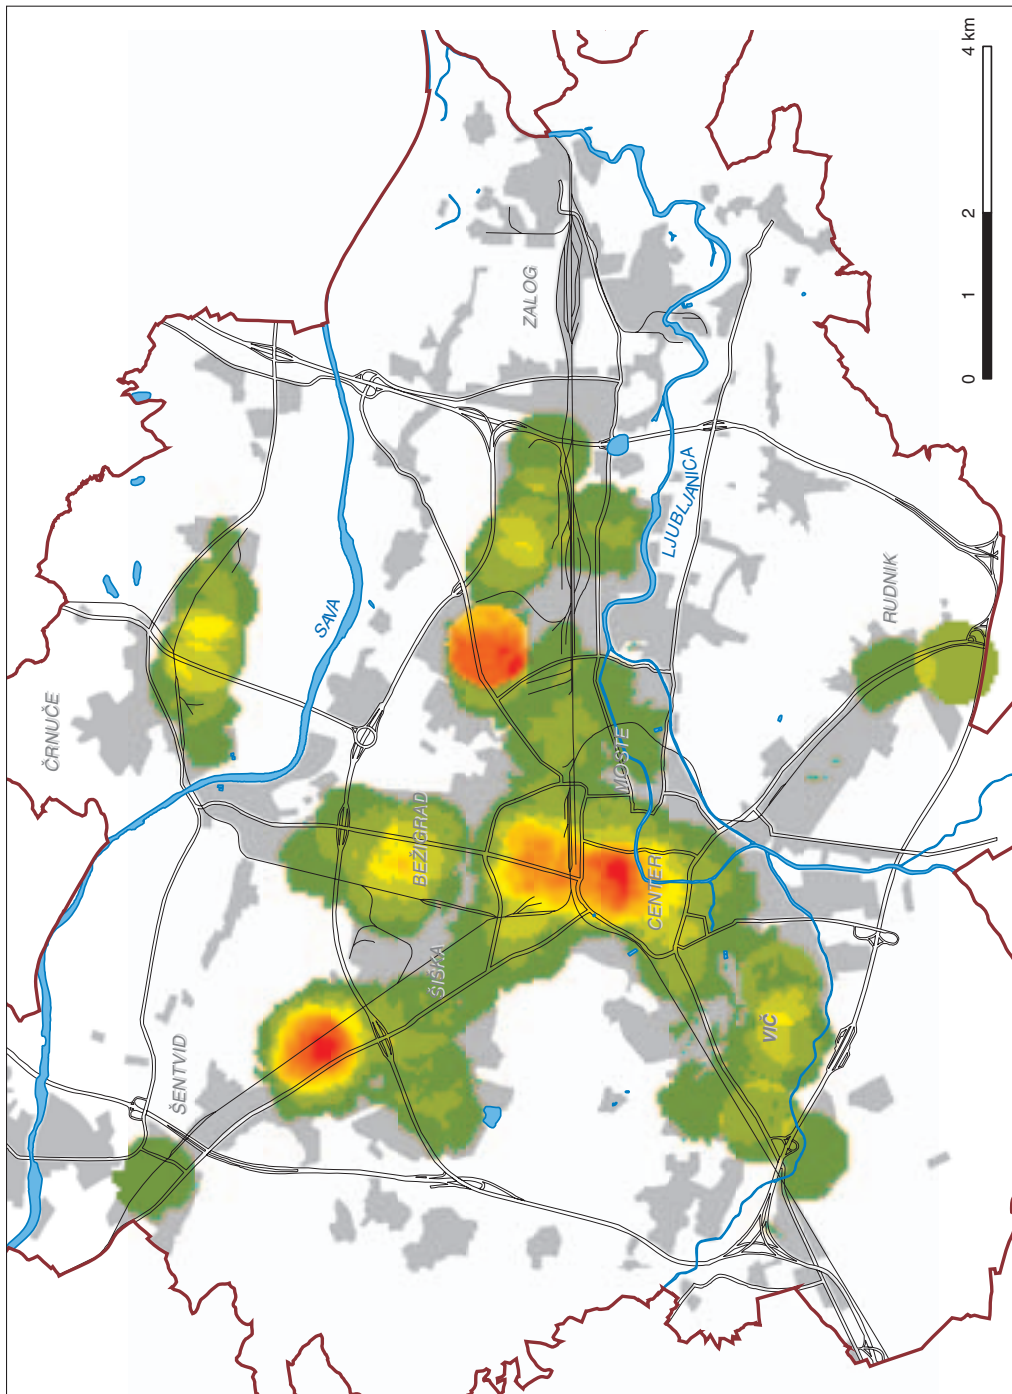 ČRNUČE
SAVA
ZALOG
LJUBLJANICA
RUDNIK
MOSTE
BEŽIGRAD
CENTER
ŠIŠKA
ŠENTVID
VIČ
0 1 2 4 km